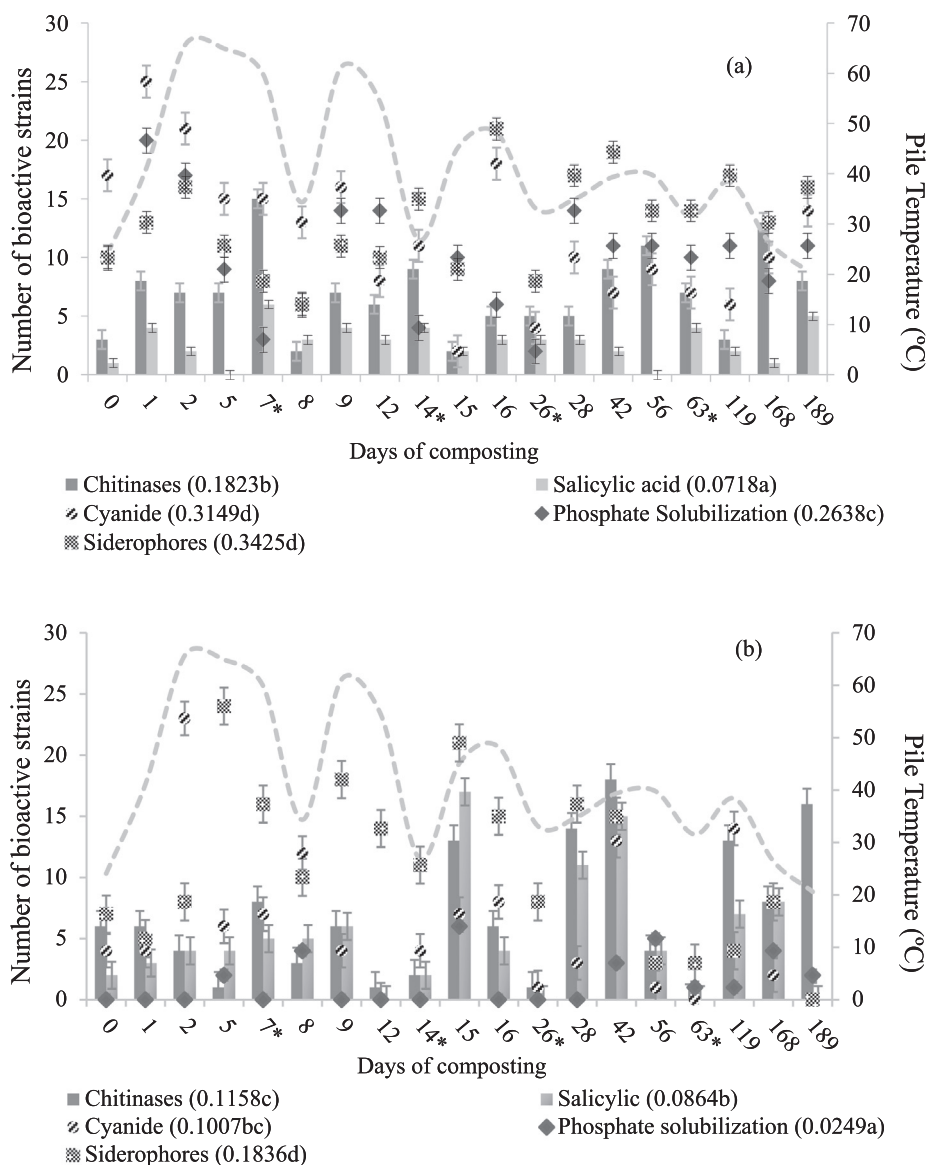 (a)
Number of bioactive strains
Pile Temperature (°C)
30
25
20
15
10
5
0
70
60
50
40
30
20
10
0
0 1 2 5 7* 8 9 12 14* 15 16 26* 28 42 56 63* 119 168 189
Days of composting
Chitinases (0.1823b) Salicylic acid (0.0718a)
Cyanide (0.3149d) Phosphate Solubilization (0.2638c)
Siderophores (0.3425d)
(b)
Number of bioactive strains
Pile Temperature (°C)
30
25
20
15
10
5
0
70
60
50
40
30
20
10
0
0 1 2 5 7* 8 9 12 14* 15 16 26* 28 42 56 63* 119 168 189
Days of composting
Chitinases (0.1158c) Salicylic (0.0864b)
Cyanide (0.1007bc) Phosphate solubilization (0.0249a)
Siderophores (0.1836d)